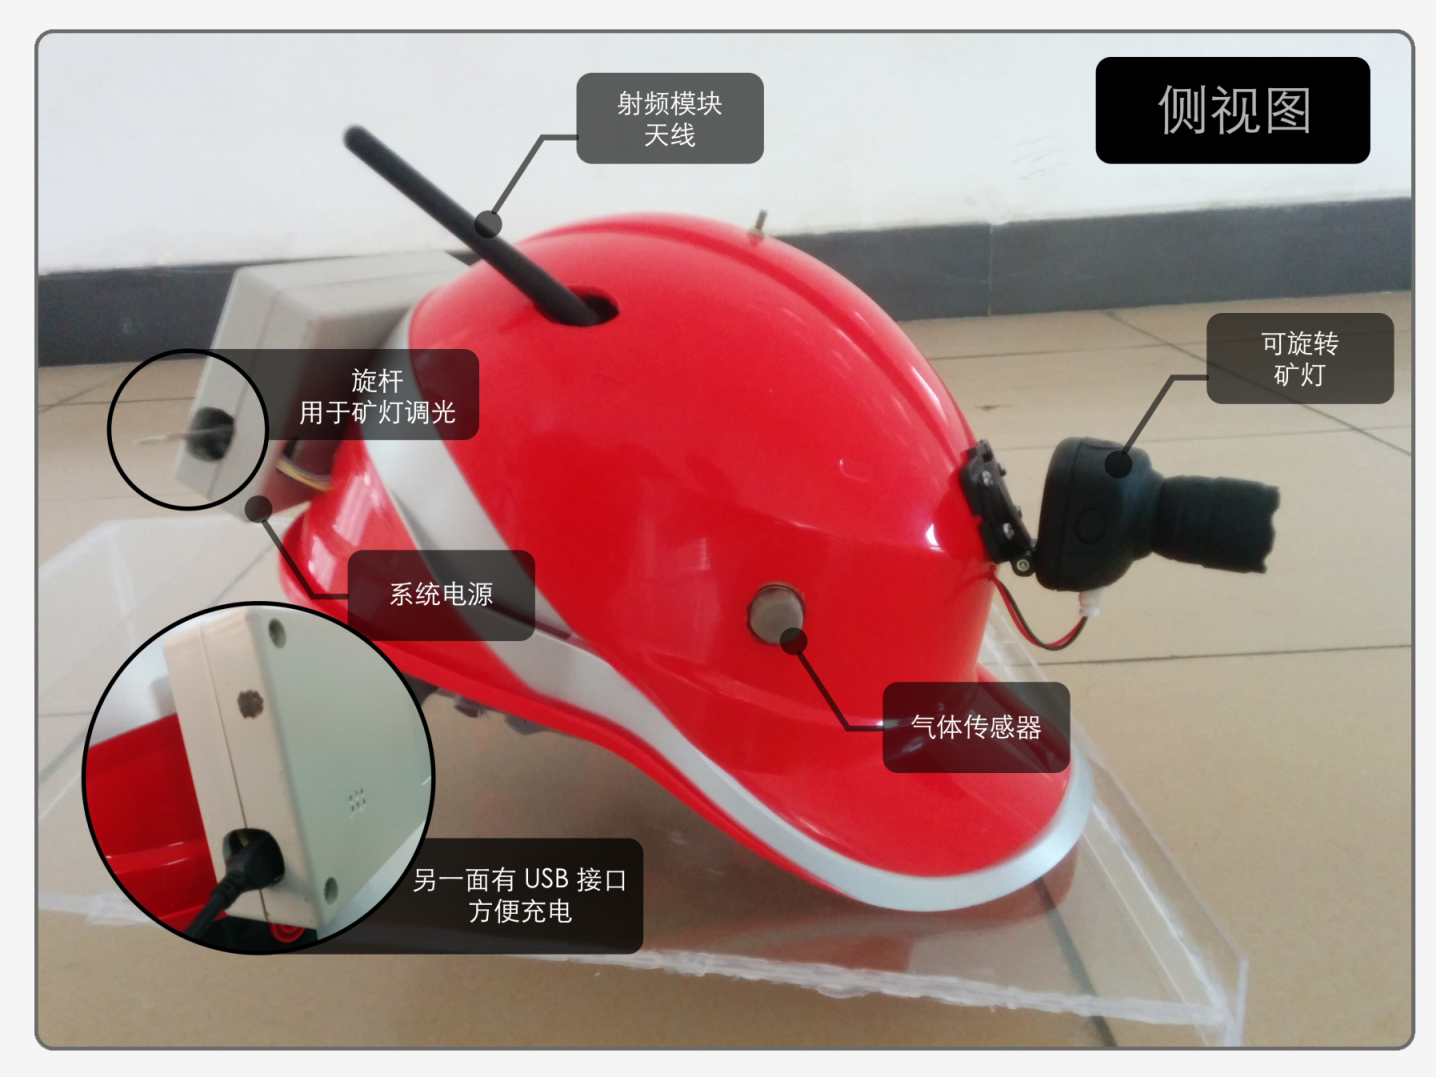 侧视图
射频模块
天线
可旋转
矿灯
旋杆
用于矿灯调光
系统电源
气体传感器
另一面有 USB 接口
方便充电